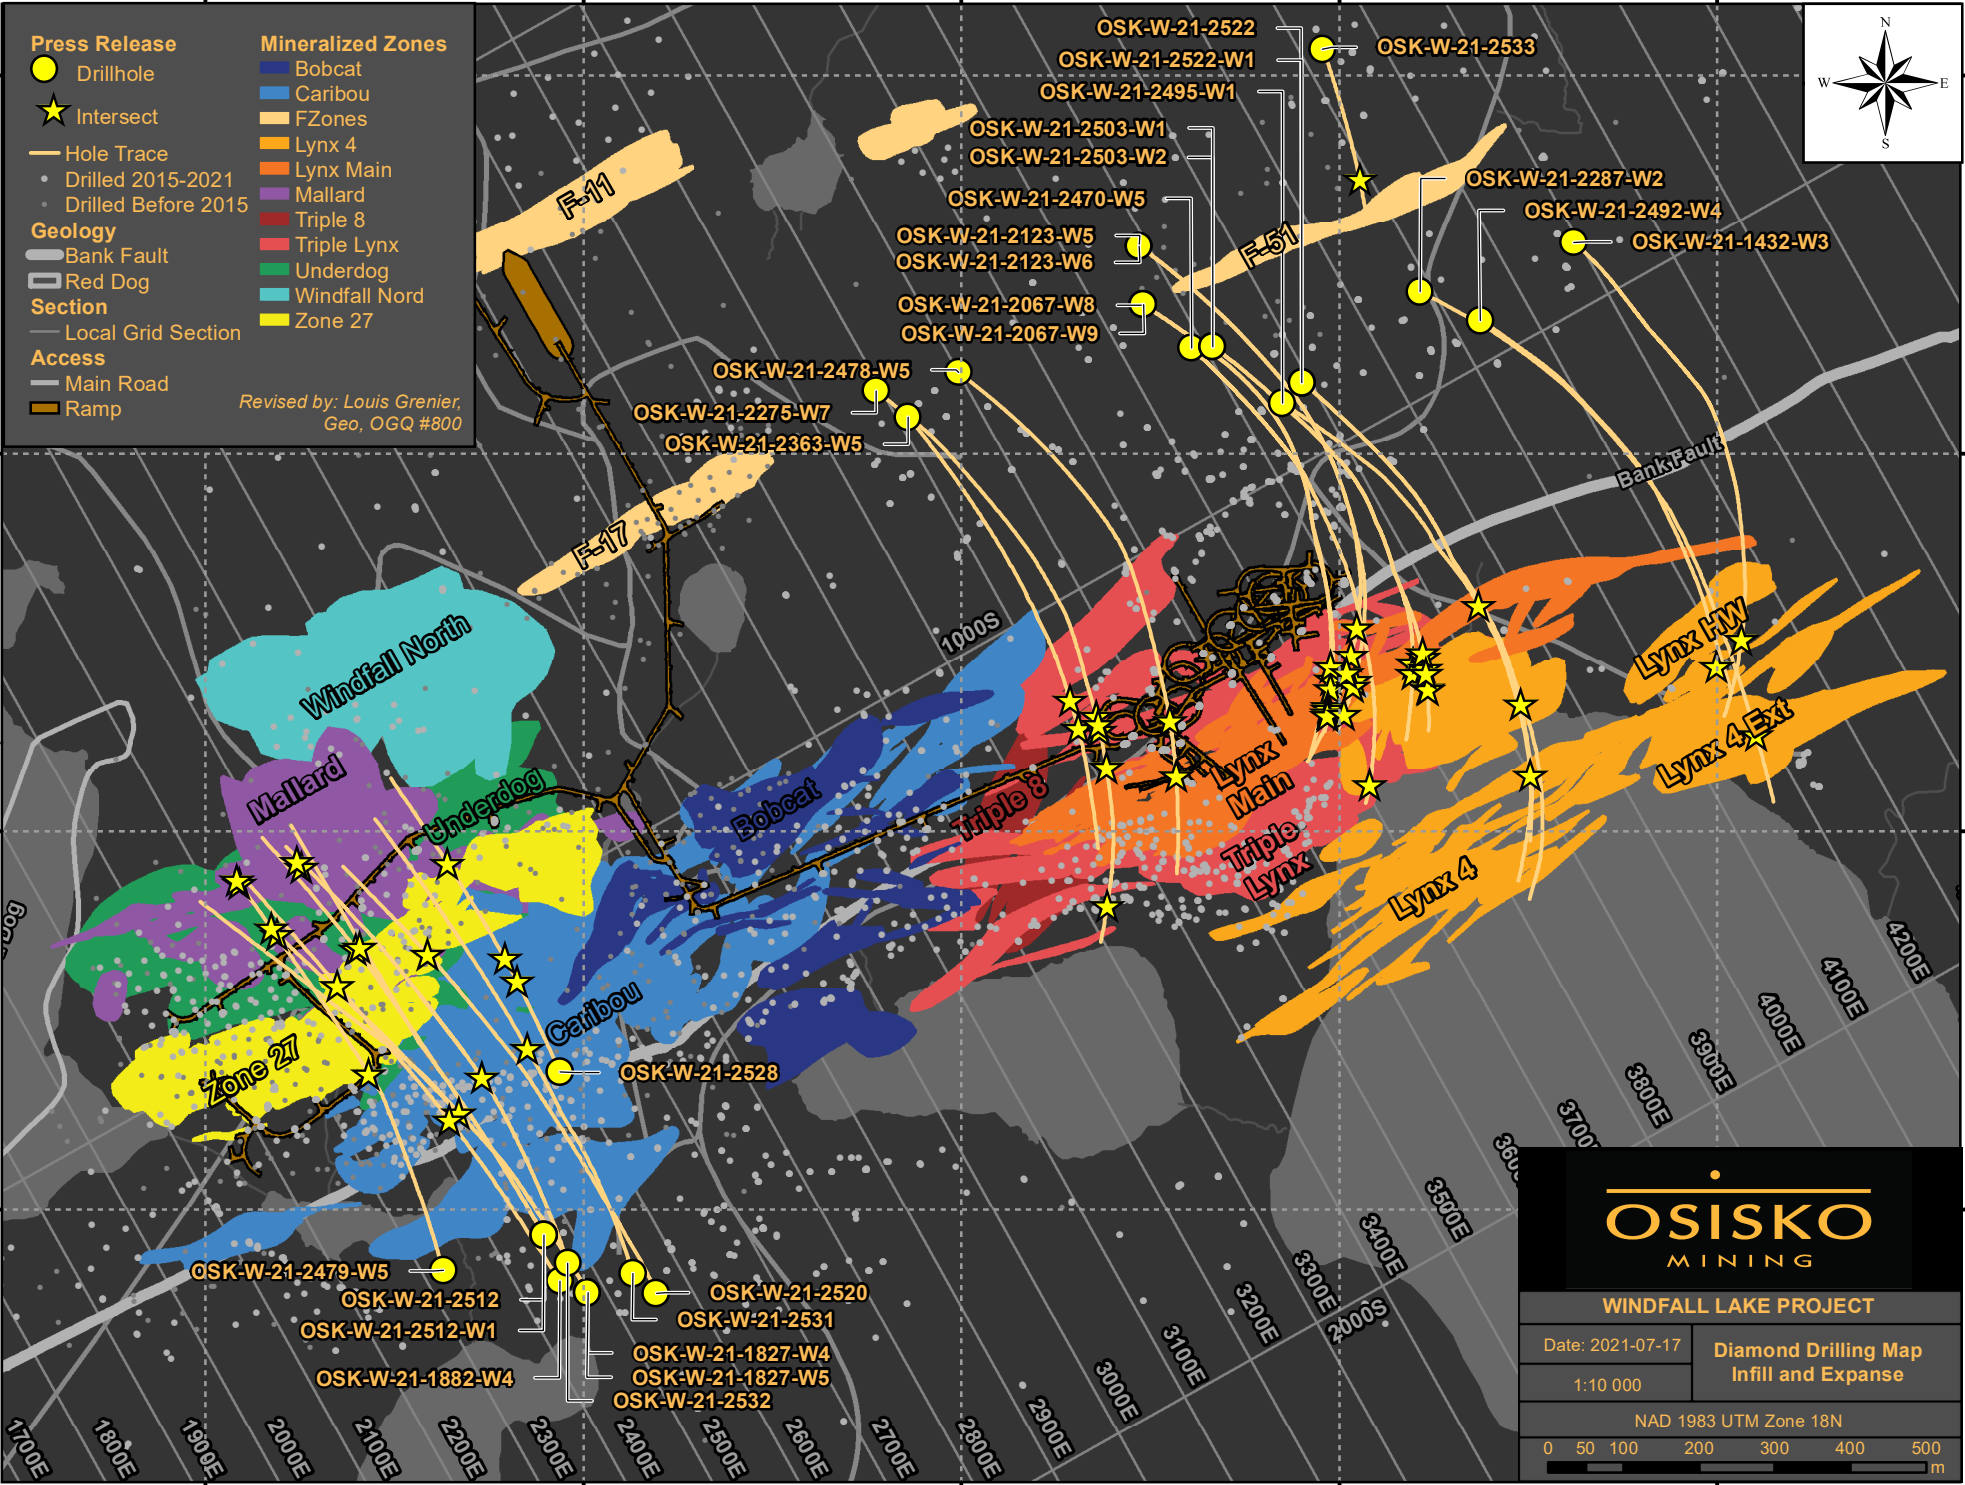 Press Release
Drillhole
Intersect
Hole Trace
Drilled 2015-2021
Drilled Before 2015
Geology
Bank Fault
Red Dog
Section
Local Grid Section
Access
Main Road
Ramp
Mineralized Zones
Bobcat
Caribou
FZones
Lynx 4
Lynx Main
Mallard
Triple 8
Triple Lynx
Underdog
Windfall Nord
Zone 27
Revised by: Louis Grenier,
Geo, OGQ #800
N
W
E
S
OSK-W-21-2522
OSK-W-21-2533
OSK-W-21-2522-W1
OSK-W-21-2495-W1
OSK-W-21-2503-W1
OSK-W-21-2503-W2
OSK-W-21-2287-W2
OSK-W-21-2470-W5
OSK-W-21-2492-W4
OSK-W-21-2123-W5
OSK-W-21-1432-W3
OSK-W-21-2123-W6
OSK-W-21-2067-W8
OSK-W-21-2067-W9
OSK-W-21-2478-W5
OSK-W-21-2275-W7
OSK-W-21-2363-W5
F-11
F-51
F-17
Bank Fault
1000S
Windfall North
Mallard
Underdog
Bobcat
Triple 8
Lynx
Main
Triple
Lynx
Lynx HW
Lynx 4 Ext
Lynx 4
Caribou
Zone 27
Dog
OSK-W-21-2528
OSK-W-21-2479-W5
OSK-W-21-2512
OSK-W-21-2512-W1
OSK-W-21-1882-W4
OSK-W-21-2520
OSK-W-21-2531
OSK-W-21-1827-W4
OSK-W-21-1827-W5
OSK-W-21-2532
1700E
1800E
1900E
2000E
2100E
2200E
2300E
2400E
2500E
2600E
2700E
2800E
2900E
3000E
3100E
3200E
3300E
3400E
3500E
3600E
3700E
3800E
3900E
4000E
4100E
4200E
2000S
OSISKO
MINING
WINDFALL LAKE PROJECT
Date: 2021-07-17
1:10 000
Diamond Drilling Map
Infill and Expanse
NAD 1983 UTM Zone 18N
0 50 100 200 300 400 500
m